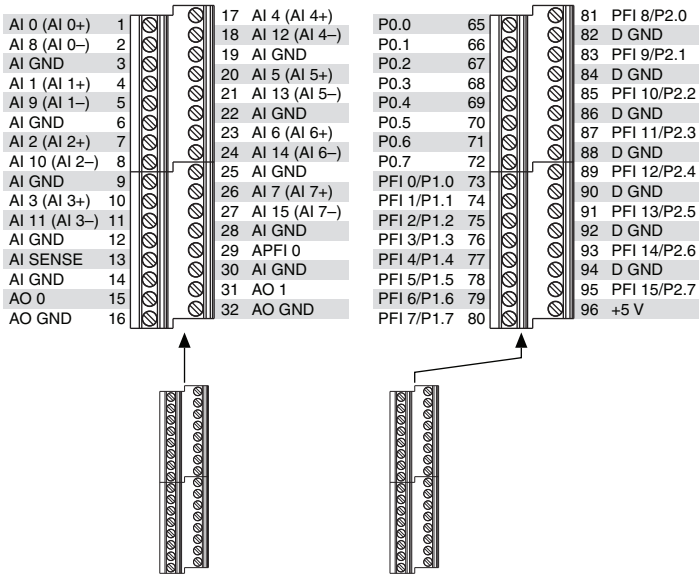 AI 0 (AI 0+) 1
AI 8 (AI 0–) 2
AI GND 3
AI 1 (AI 1+) 4
AI 9 (AI 1–) 5
AI GND 6
AI 2 (AI 2+) 7
AI 10 (AI 2–) 8
AI GND 9
AI 3 (AI 3+) 10
AI 11 (AI 3–) 11
AI GND 12
AI SENSE 13
AI GND 14
AO 0 15
AO GND 16
17 AI 4 (AI 4+)
18 AI 12 (AI 4–)
19 AI GND
20 AI 5 (AI 5+)
21 AI 13 (AI 5–)
22 AI GND
23 AI 6 (AI 6+)
24 AI 14 (AI 6–)
25 AI GND
26 AI 7 (AI 7+)
27 AI 15 (AI 7–)
28 AI GND
29 APFI 0
30 AI GND
31 AO 1
32 AO GND
P0.0 65
P0.1 66
P0.2 67
P0.3 68
P0.4 69
P0.5 70
P0.6 71
P0.7 72
PFI 0/P1.0 73
PFI 1/P1.1 74
PFI 2/P1.2 75
PFI 3/P1.3 76
PFI 4/P1.4 77
PFI 5/P1.5 78
PFI 6/P1.6 79
PFI 7/P1.7 80
81 PFI 8/P2.0
82 D GND
83 PFI 9/P2.1
84 D GND
85 PFI 10/P2.2
86 D GND
87 PFI 11/P2.3
88 D GND
89 PFI 12/P2.4
90 D GND
91 PFI 13/P2.5
92 D GND
93 PFI 14/P2.6
94 D GND
95 PFI 15/P2.7
96 +5 V